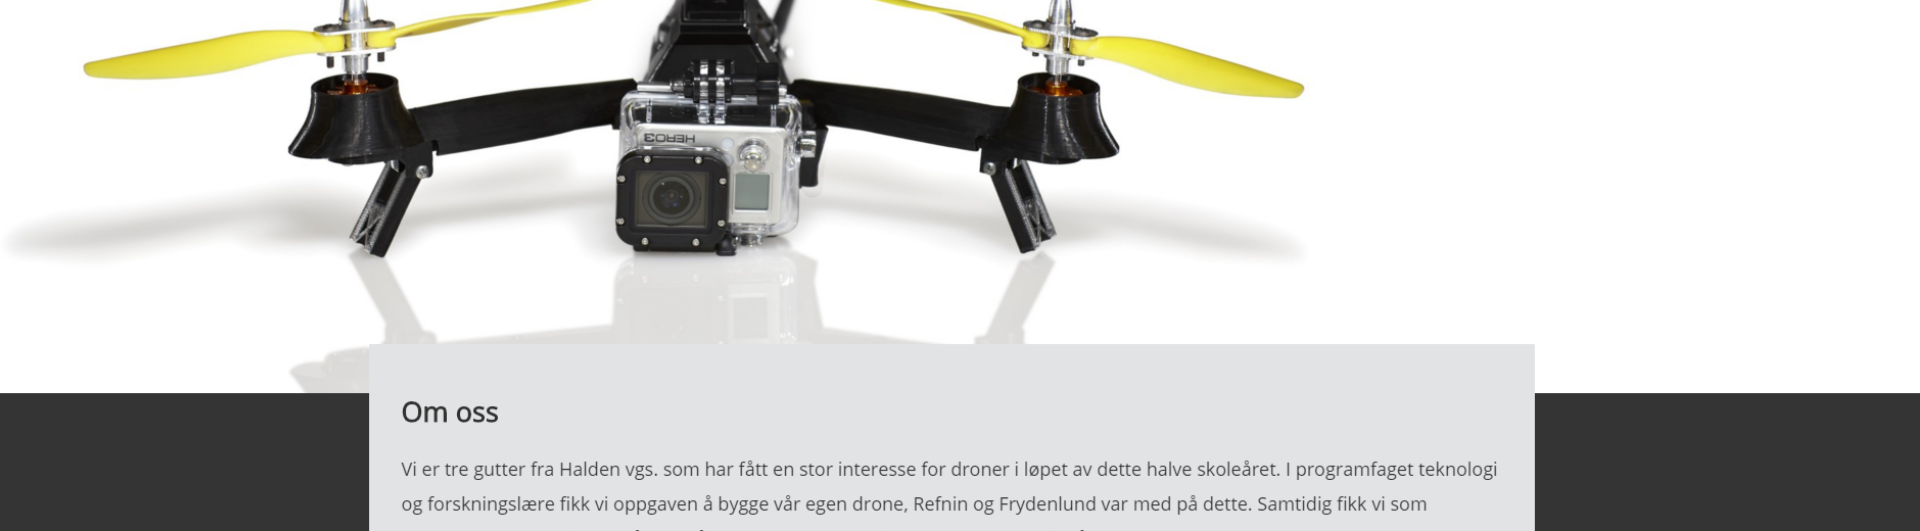 HERO3
Om oss
Vi er tre gutter fra Halden vgs. som har fått en stor interesse for droner i løpet av dette halve skoleåret. I programfaget teknologi
og forskningslære fikk vi oppgaven å bygge vår egen drone, Refnin og Frydenlund var med på dette. Samtidig fikk vi som